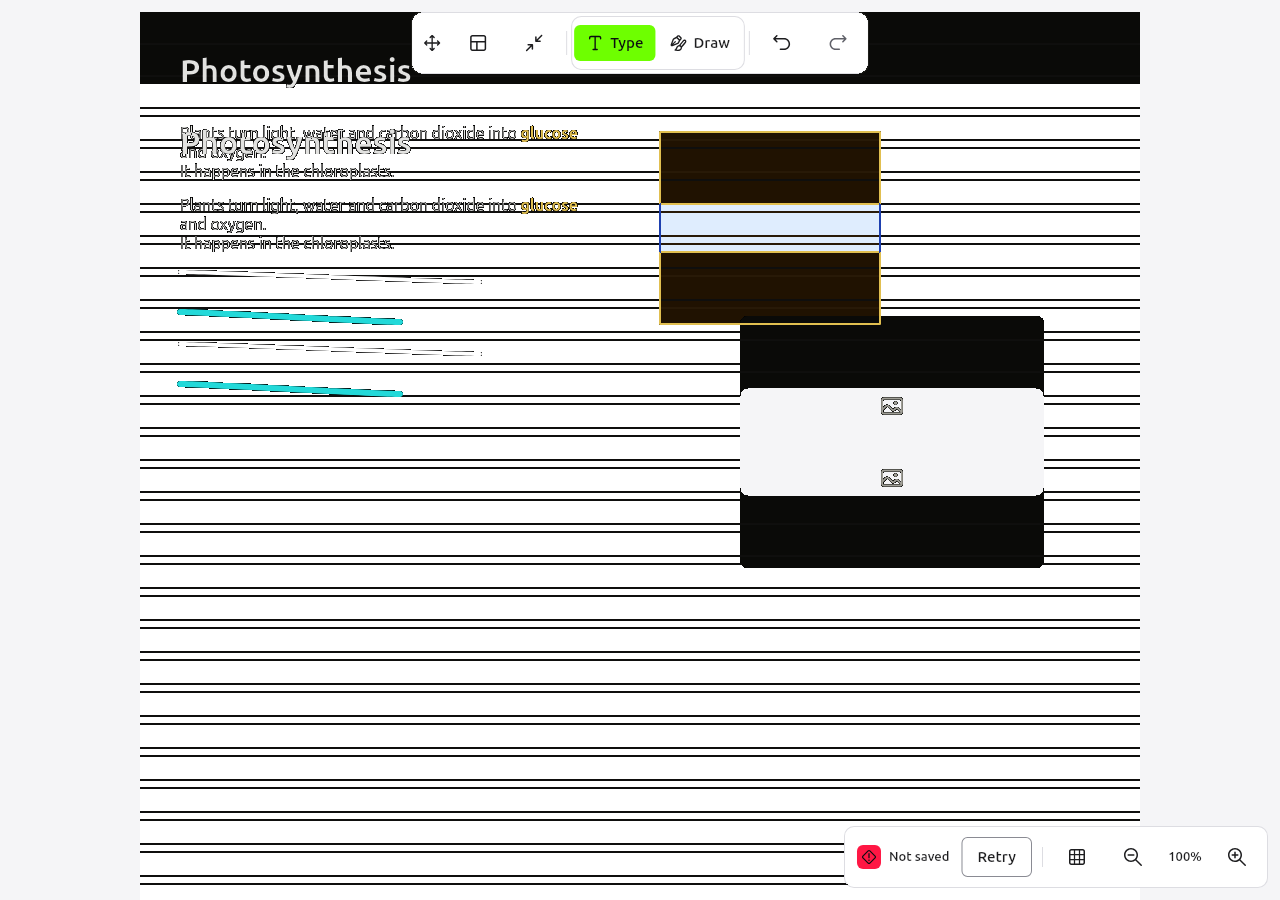 Type
Draw
Photosynthesis
Plants turn light, water and carbon dioxide into glucose
Photosynthesis
and oxygen.
It happens in the chloroplasts.
Plants turn light, water and carbon dioxide into glucose
and oxygen.
It happens in the chloroplasts.
Not saved
Retry
100%